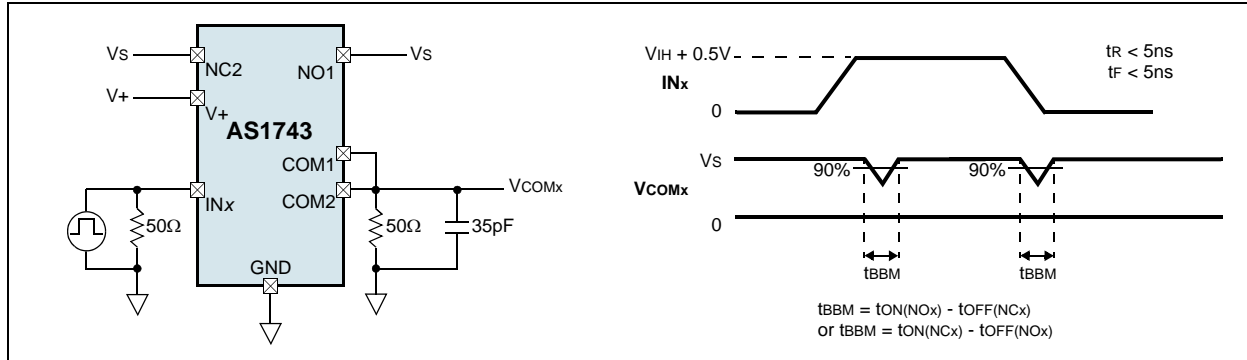 Vs
NC2
NO1
Vs
V+
V+
AS1743
COM1
COM2
VCOMx
INx
50Ω
50Ω
35pF
GND
VIH + 0.5V
INx
0
tR < 5ns
tF < 5ns
Vs
90%
90%
VCOMx
0
tBBM
tBBM
tBBM = tON(NOx) - tOFF(NCx)
or tBBM = tON(NCx) - tOFF(NOx)